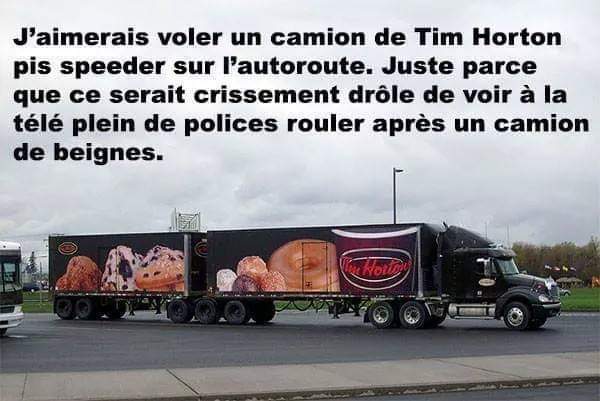 J'aimerais voler un camion de Tim Horton
pis speeder sur l'autoroute. Juste parce
que ce serait crissement drôle de voir à la
télé plein de polices rouler après un camion
de beignes.
Tim Hortons